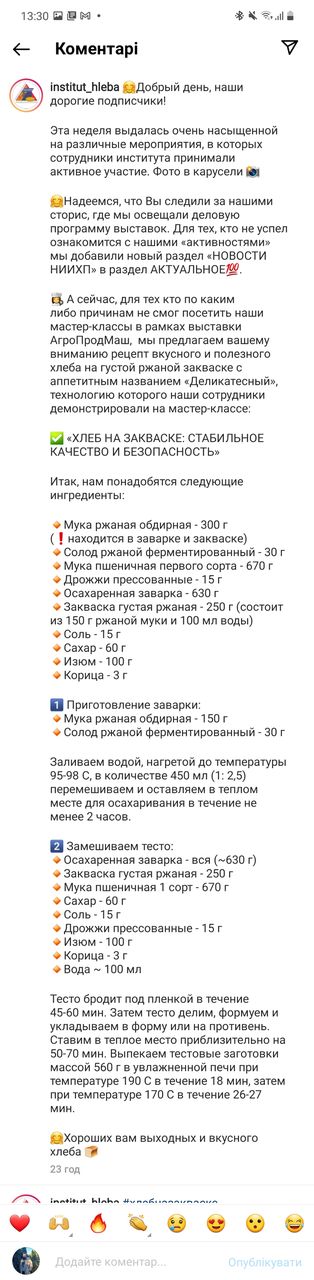 13:30
Коментарі
institut_hleba 🤗Добрый день, наши
дорогие подписчики!
Эта неделя выдалась очень насыщенной
на различные мероприятия, в которых
сотрудники института принимали
активное участие. Фото в карусели 📸
🤗Надеемся, что Вы следили за нашими
сторис, где мы освещали деловую
программу выставок. Для тех, кто не успел
ознакомится с нашими «активностями»
мы добавили новый раздел «НОВОСТИ
НИИХП» в раздел АКТУАЛЬНОЕ💯.
👩‍🍳 А сейчас, для тех кто по каким
либо причинам не смог посетить наши
мастер-классы в рамках выставки
АгроПродМаш, мы предлагаем вашему
вниманию рецепт вкусного и полезного
хлеба на густой ржаной закваске с
аппетитным названием «Деликатесный»,
технологию которого наши сотрудники
демонстрировали на мастер-классе:
✅ «ХЛЕБ НА ЗАКВАСКЕ: СТАБИЛЬНОЕ
КАЧЕСТВО И БЕЗОПАСНОСТЬ»
Итак, нам понадобятся следующие
ингредиенты:
🔸Мука ржаная обдирная - 300 г
(❗находится в заварке и закваске)
🔸Солод ржаной ферментированный - 30 г
🔸Мука пшеничная первого сорта - 670 г
🔸Дрожжи прессованные - 15 г
🔸Осахаренная заварка - 630 г
🔸Закваска густая ржаная - 250 г (состоит
из 150 г ржаной муки и 100 мл воды)
🔸Соль - 15 г
🔸Сахар - 60 г
🔸Изюм - 100 г
🔸Корица - 3 г
1️⃣ Приготовление заварки:
🔸Мука ржаная обдирная - 150 г
🔸Солод ржаной ферментированный - 30 г
Заливаем водой, нагретой до температуры
95-98 С, в количестве 450 мл (1: 2,5)
перемешиваем и оставляем в теплом
месте для осахаривания в течение не
менее 2 часов.
2️⃣ Замешиваем тесто:
🔸Осахаренная заварка - вся (~630 г)
🔸Закваска густая ржаная - 250 г
🔸Мука пшеничная 1 сорт - 670 г
🔸Сахар - 60 г
🔸Соль - 15 г
🔸Дрожжи прессованные - 15 г
🔸Изюм - 100 г
🔸Корица - 3 г
🔸Вода ~ 100 мл
Тесто бродит под пленкой в течение
45-60 мин. Затем тесто делим, формуем и
укладываем в форму или на противень.
Ставим в теплое место приблизительно на
50-70 мин. Выпекаем тестовые заготовки
массой 560 г в увлажненной печи при
температуре 190 С в течение 18 мин, затем
при температуре 170 С в течение 26-27
мин.
🤗Хороших вам выходных и вкусного
хлеба 🍞
23 год
institut_hleba #хлебнозакваске
Додайте коментар...
Опублікувати